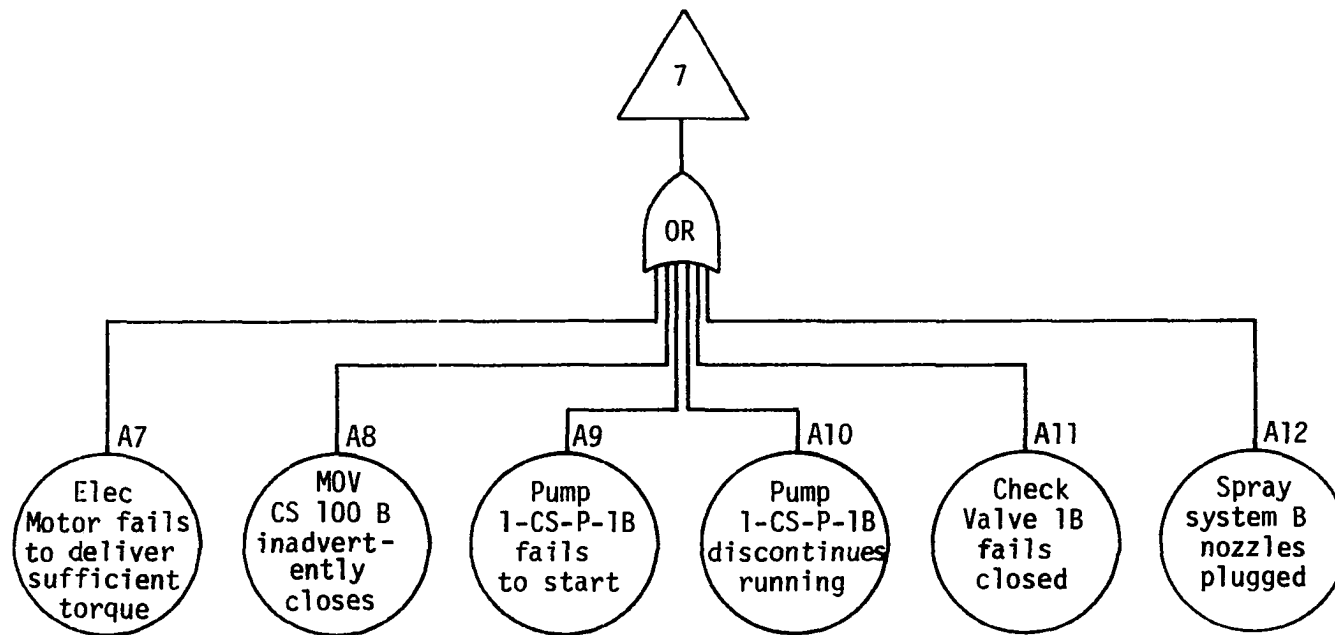 7
OR
A7
Elec
Motor fails
to deliver
sufficient
torque
A8
MOV
CS 100 B
inadvert-
ently
closes
A9
Pump
1-CS-P-1B
fails
to start
A10
Pump
1-CS-P-1B
discontinues
running
A11
Check
Valve 1B
fails
closed
A12
Spray
system B
nozzles
plugged